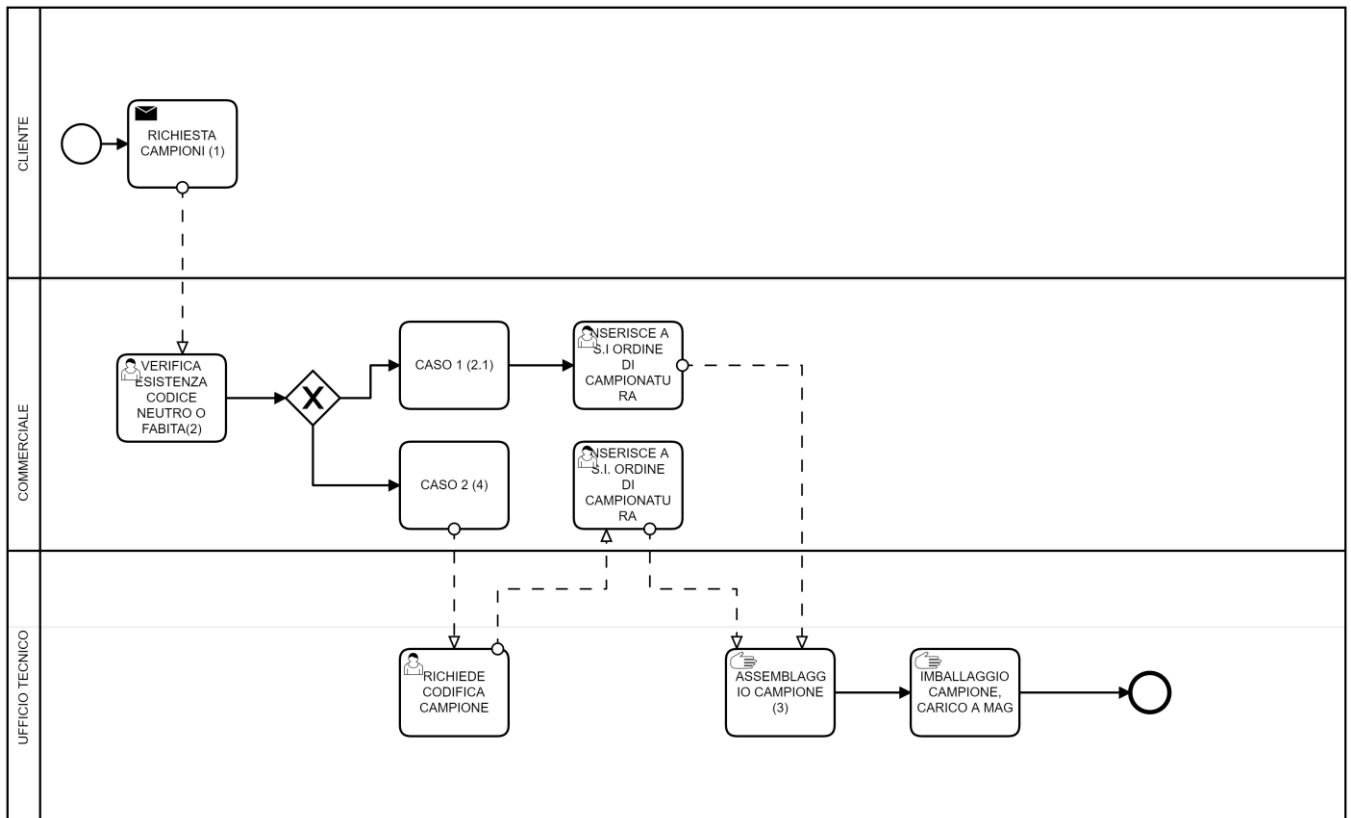 CLIENTE
RICHIESTA
CAMPIONI (1)
COMMERCIALE
VERIFICA
ESISTENZA
CODICE
NEUTRO O
FABITA(2)
X
CASO 1 (2.1)
INSERISCE A
S.I ORDINE
DI
CAMPIONATU
RA
CASO 2 (4)
INSERISCE A
S.I. ORDINE
DI
CAMPIONATU
RA
UFFICIO TECNICO
RICHIEDE
CODIFICA
CAMPIONE
ASSEMBLAGG
IO CAMPIONE
(3)
IMBALLAGGIO
CAMPIONE,
CARICO A MAG